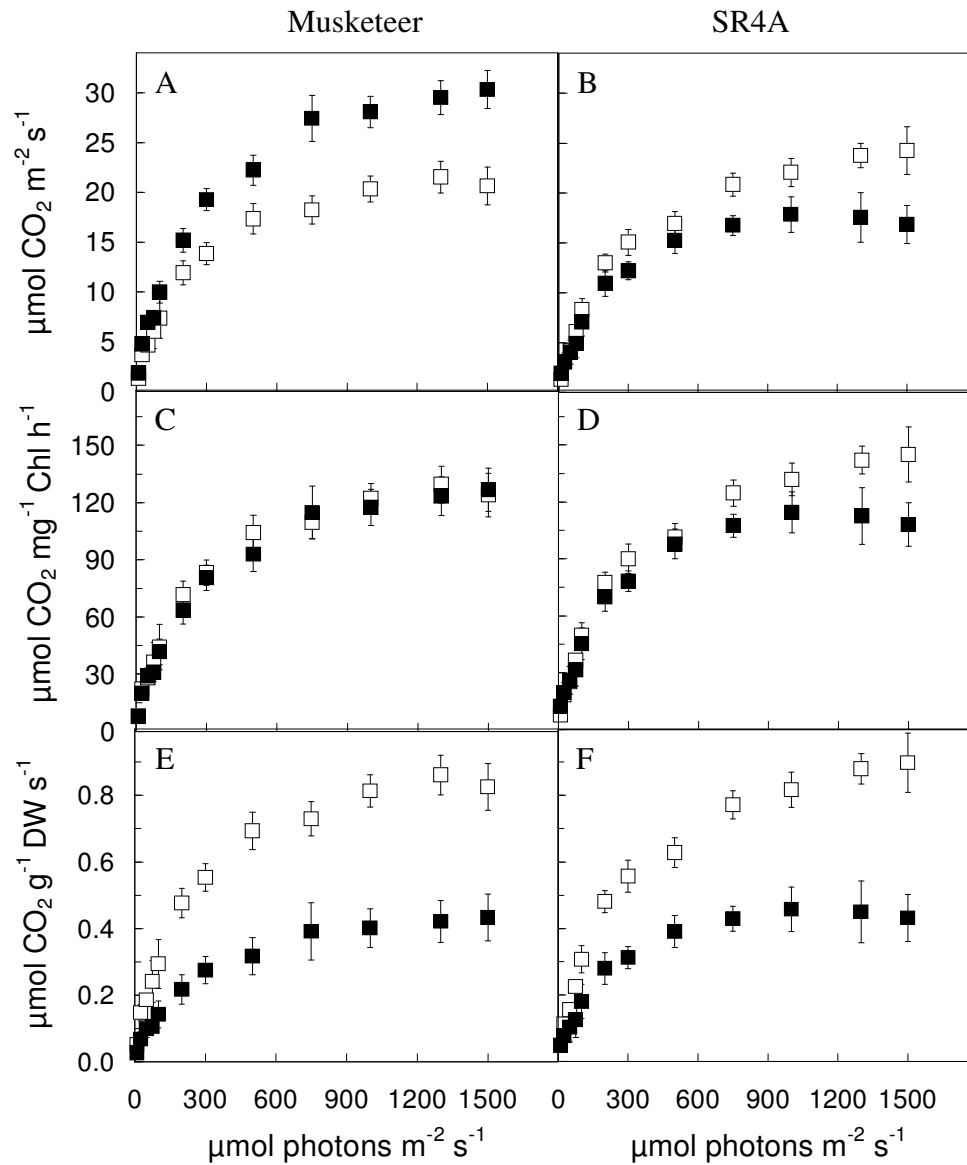 Musketeer SR4A
A B
30
25
20
15
10
5
0
µmol CO₂ m⁻² s⁻¹
C D
150
120
90
60
30
0
µmol CO₂ mg⁻¹ Chl h⁻¹
E F
0.8
0.6
0.4
0.2
0.0
µmol CO₂ g⁻¹ DW s⁻¹
0 300 600 900 1200 1500 0 300 600 900 1200 1500
µmol photons m⁻² s⁻¹ µmol photons m⁻² s⁻¹